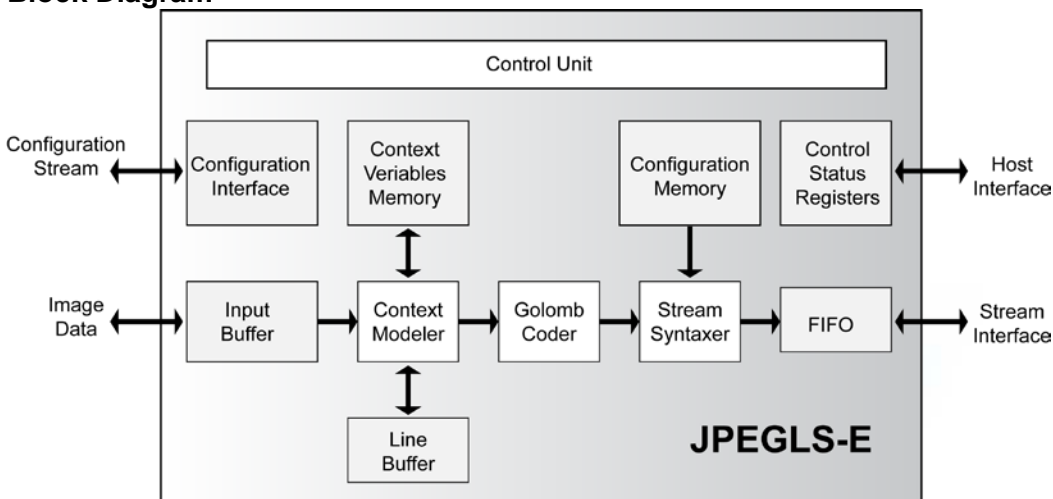 Block Diagram
Control Unit
Configuration
Stream
Configuration
Interface
Context
Veriables
Memory
Configuration
Memory
Control
Status
Registers
Host
Interface
Image
Data
Input
Buffer
Context
Modeler
Golomb
Coder
Stream
Syntaxer
FIFO
Stream
Interface
Line
Buffer
JPEGLS-E